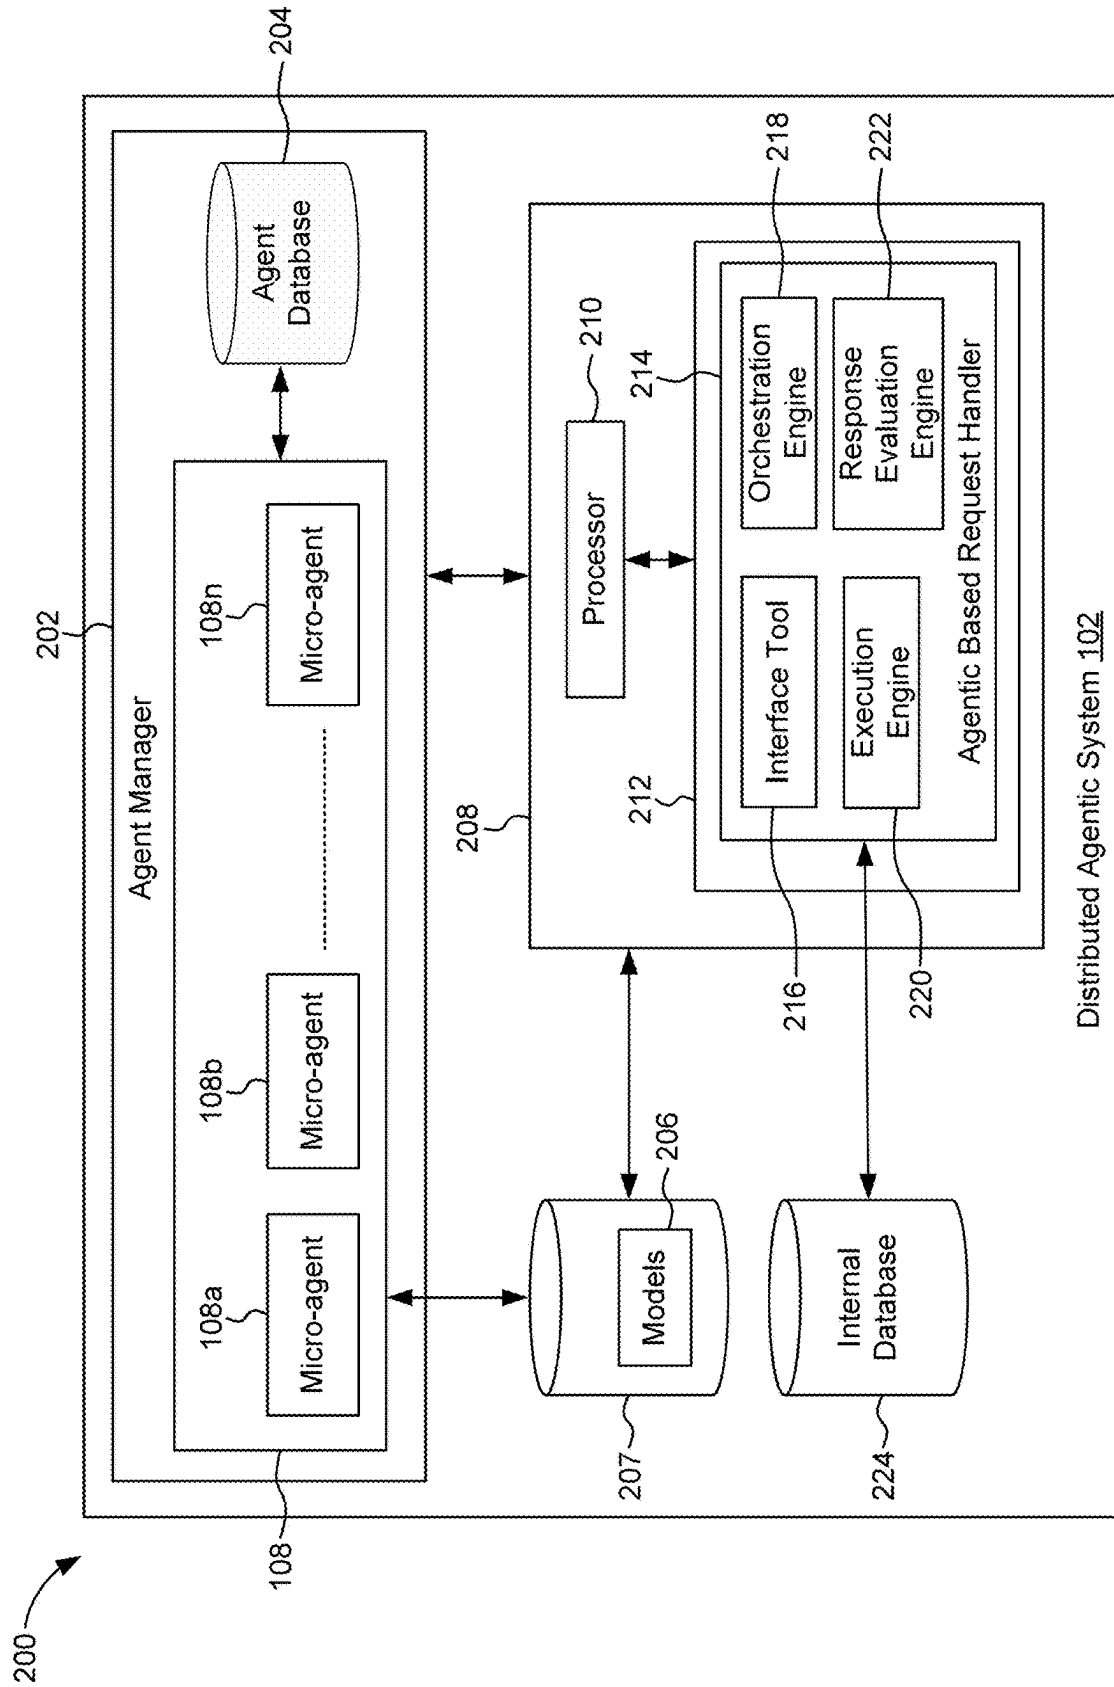 200
202
Agent Manager
204
Agent
Database
108
108a
Micro-agent
108b
Micro-agent
108n
Micro-agent
207
206
Models
208
210
Processor
212
214
216
Interface Tool
218
Orchestration
Engine
220
Execution
Engine
222
Response
Evaluation
Engine
Agentic Based Request Handler
224
Internal
Database
Distributed Agentic System 102